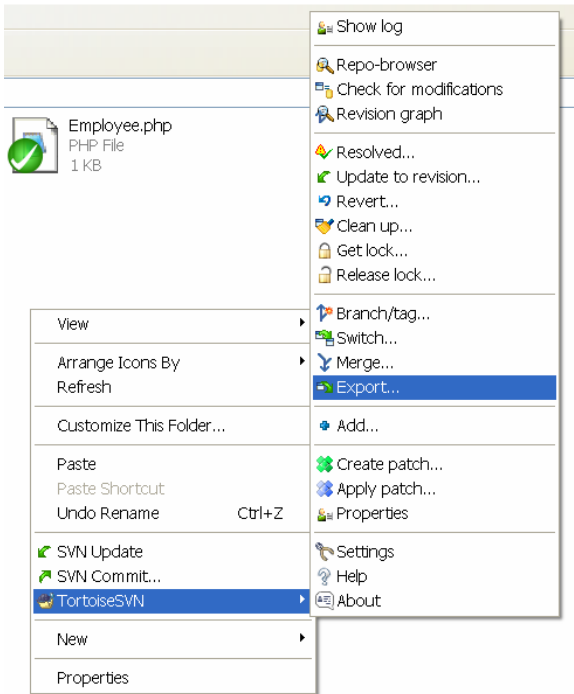 Employee.php
PHP File
1 KB
View
Arrange Icons By
Refresh
Customize This Folder...
Paste
Paste Shortcut
Undo Rename Ctrl+Z
SVN Update
SVN Commit...
TortoiseSVN
New
Properties
Show log
Repo-browser
Check for modifications
Revision graph
Resolved...
Update to revision...
Revert...
Clean up...
Get lock...
Release lock...
Branch/tag...
Switch...
Merge...
Export...
Add...
Create patch...
Apply patch...
Properties
Settings
Help
About